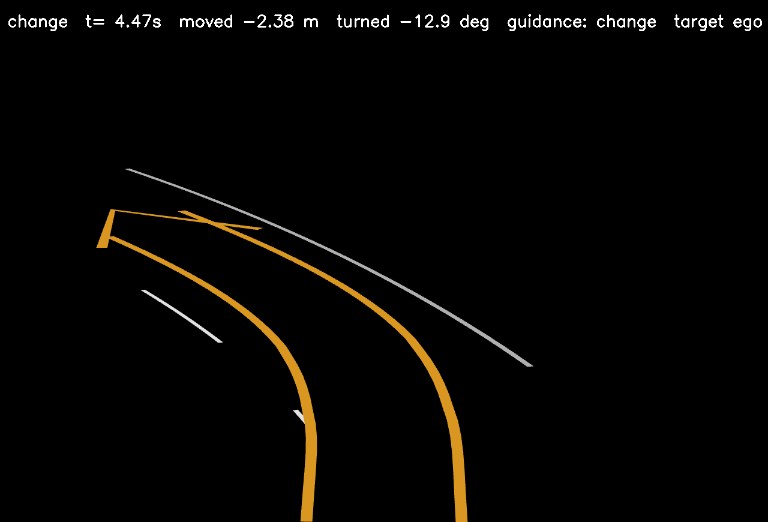 change t= 4.47s moved −2.38 m turned −12.9 deg guidance: change target ego